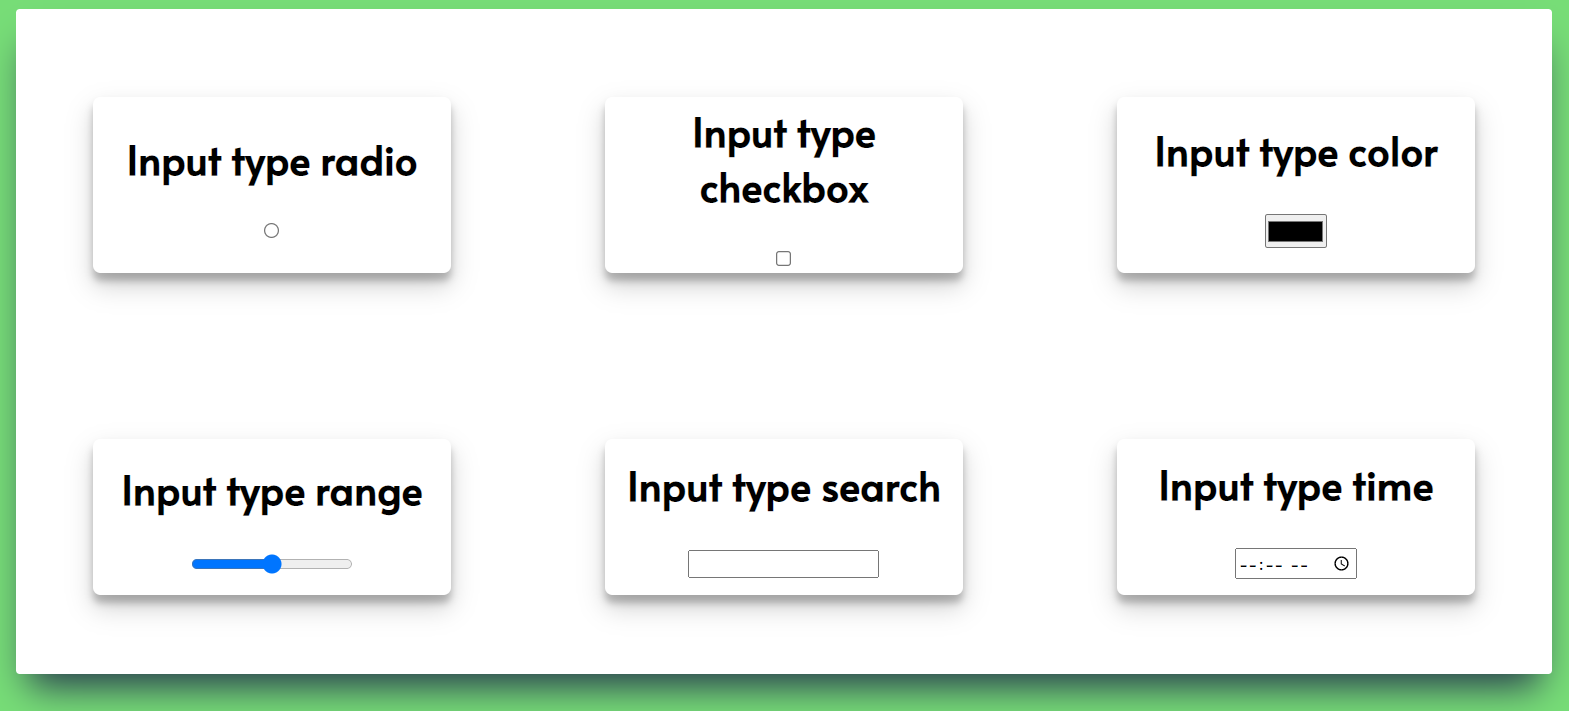 Input type radio
Input type
checkbox
Input type color
Input type range
Input type search
Input type time
--:-- --